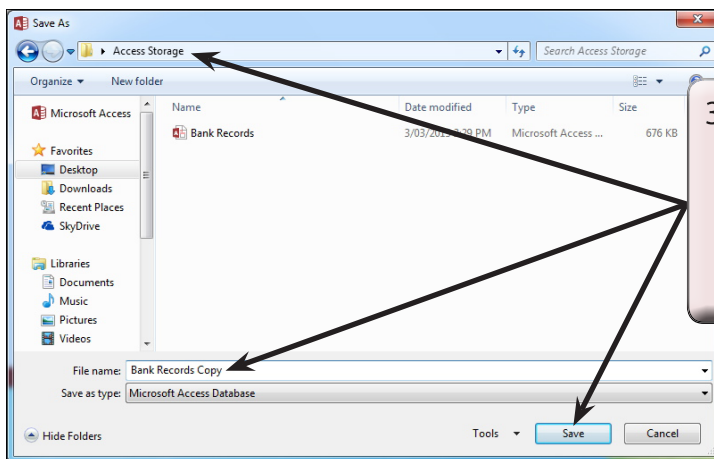 Save As
Access Storage
Search Access Storage
Organize
New folder
Microsoft Access
Favorites
Desktop
Downloads
Recent Places
SkyDrive
Libraries
Documents
Music
Pictures
Videos
Name
Date modified
Type
Size
Bank Records
PM
Microsoft Access ...
676 KB
3
File name:
Bank Records Copy
Save as type:
Microsoft Access Database
Hide Folders
Tools
Save
Cancel